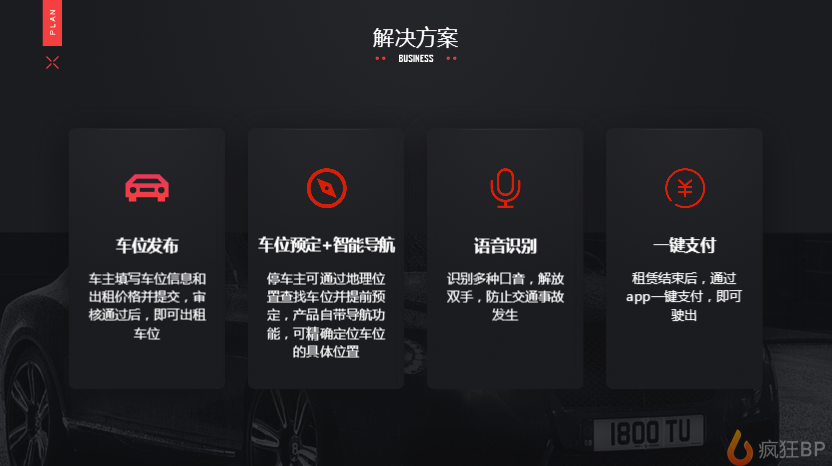 PLAN
解决方案
BUSINESS
车位发布
车主填写车位信息和
出租价格并提交，审
核通过后，即可出租
车位
车位预定+智能导航
停车主可通过地理位
置查找车位并提前预
定，产品自带导航功
能，可精确定位车位
的具体位置
语音识别
识别多种口音，解放
双手，防止交通事故
发生
一键支付
租赁结束后，通过
app一键支付，即可
驶出
1800 TU
疯狂BP